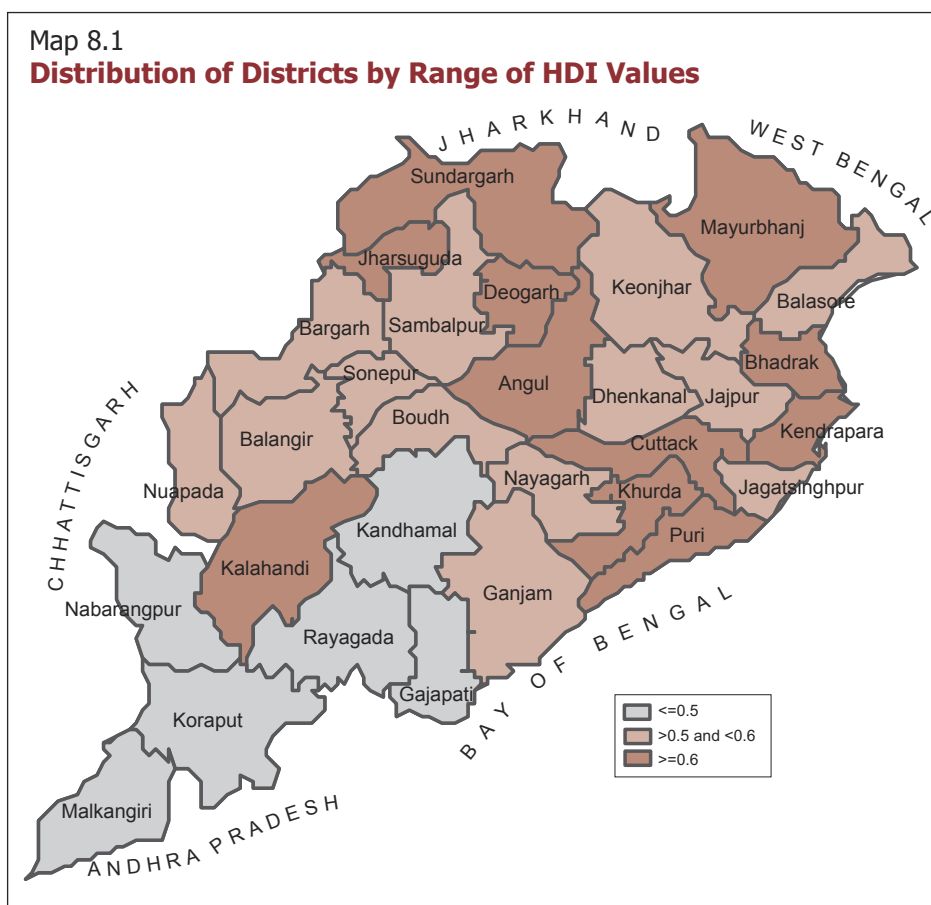 Map 8.1
Distribution of Districts by Range of HDI Values
JHARKHAND
WEST BENGAL
Sundargarh
Mayurbhanj
Jharsuguda
Deogarh
Keonjhar
Balasore
Bargarh
Sambalpur
Bhadrak
Sonepur
Angul
Dhenkanal
Jajpur
CHHATTISGARH
Balangir
Boudh
Cuttack
Kendrapara
Nuapada
Nayagarh
Khurda
Jagatsinghpur
Kandhamal
Puri
Kalahandi
Ganjam
Nabarangpur
Rayagada
BAY OF BENGAL
Gajapati
Koraput
<=0.5
>0.5 and <0.6
>=0.6
Malkangiri
ANDHRA PRADESH